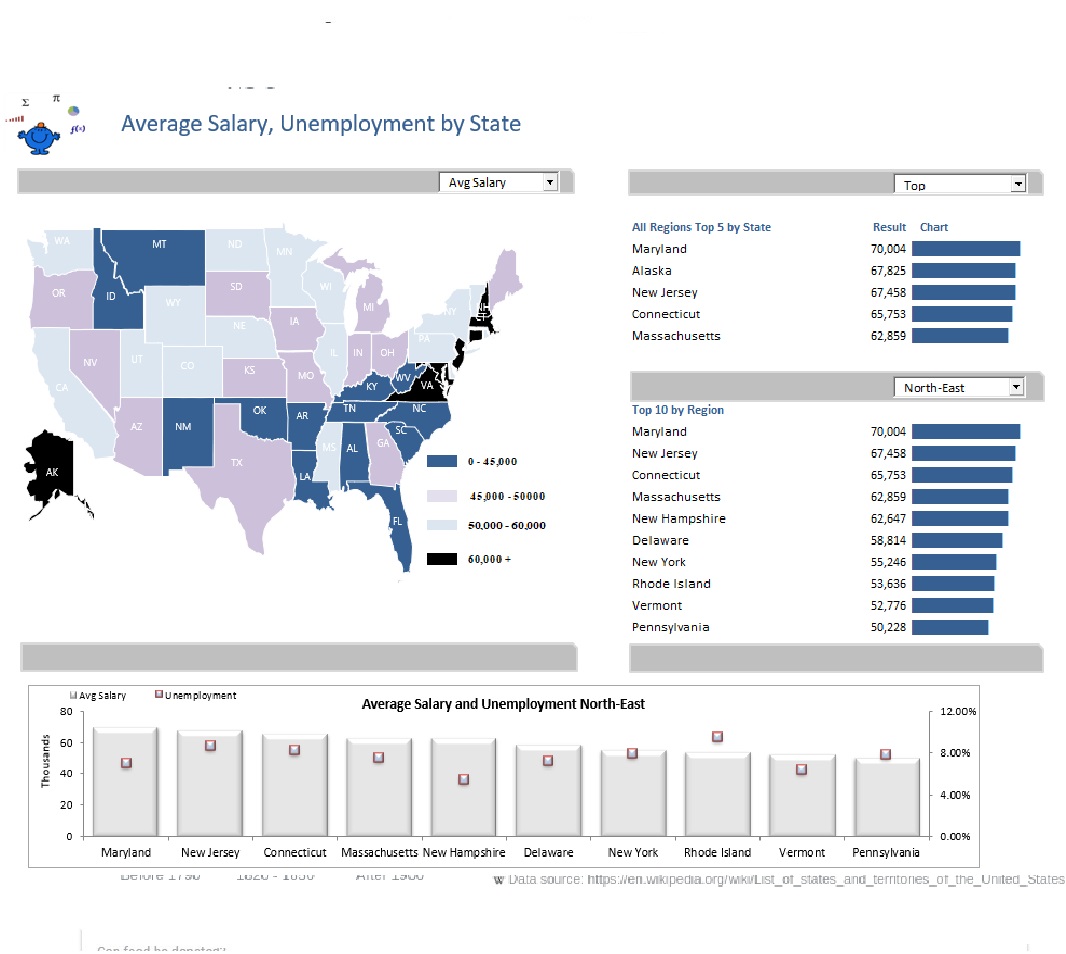 Σ π
f(x)
Average Salary, Unemployment by State
Avg Salary
Top
WA
MT
ND
MN
OR
ID
WY
SD
WI
MI
NY
NH
NV
UT
CO
NE
IA
IL
IN
OH
PA
CA
KS
MO
KY
WV
VA
AZ
NM
OK
AR
TN
NC
SC
TX
LA
MS
AL
GA
FL
AK
0 - 45,000
45,000 - 50000
50,000 - 60,000
60,000 +
All Regions Top 5 by State Result Chart
Maryland 70,004
Alaska 67,825
New Jersey 67,458
Connecticut 65,753
Massachusetts 62,859
North-East
Top 10 by Region
Maryland 70,004
New Jersey 67,458
Connecticut 65,753
Massachusetts 62,859
New Hampshire 62,647
Delaware 58,814
New York 55,246
Rhode Island 53,636
Vermont 52,776
Pennsylvania 50,228
Avg Salary Unemployment
Average Salary and Unemployment North-East
Thousands
80
60
40
20
0
12.00%
8.00%
4.00%
0.00%
Maryland New Jersey Connecticut Massachusetts New Hampshire Delaware New York Rhode Island Vermont Pennsylvania
Before 1790 1820 - 1850 After 1900
W Data source: https://en.wikipedia.org/wiki/List_of_states_and_territories_of_the_United_States
Can food be donated?